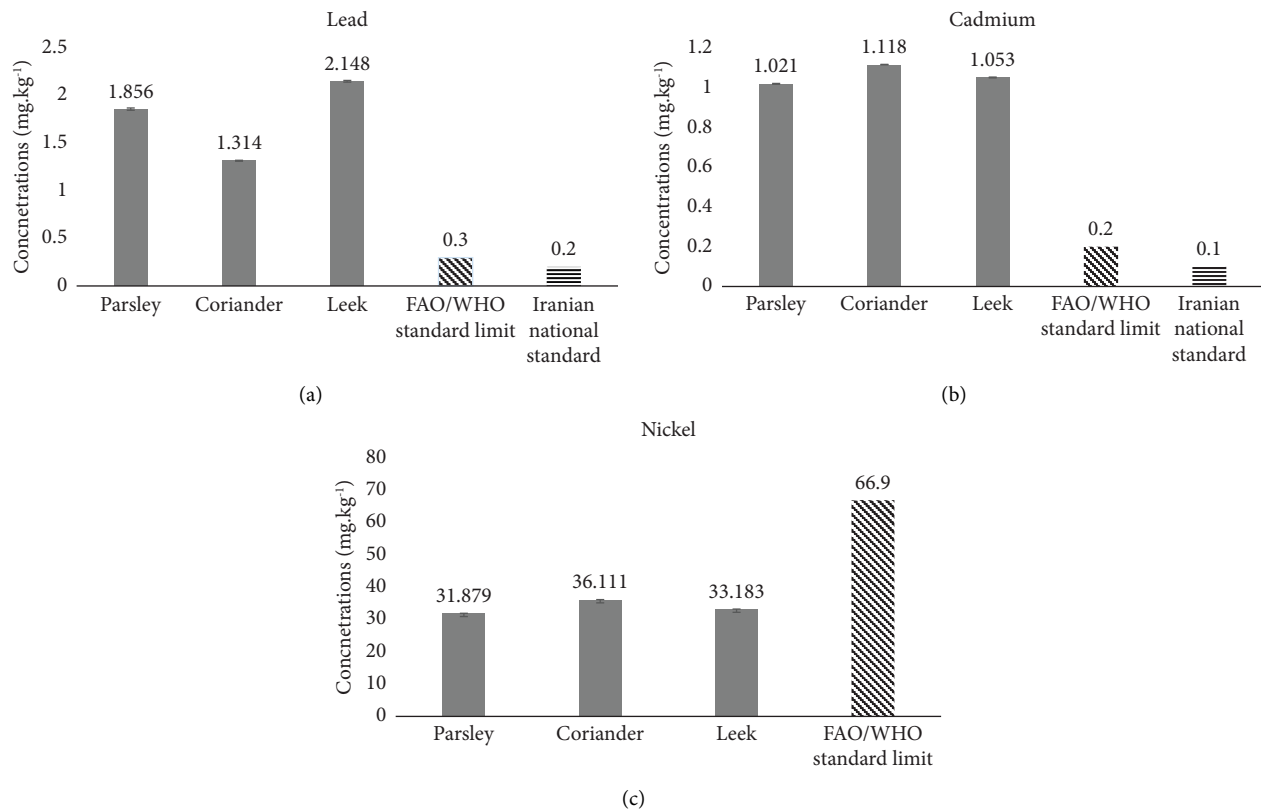 Lead
Concnetrations (mg.kg-1)
2.5
2
1.5
1
0.5
0
1.856
1.314
2.148
0.3
0.2
Parsley
Coriander
Leek
FAO/WHO
standard limit
Iranian
national
standard
(a)
Cadmium
Concentrations (mg.kg-1)
1.2
1
0.8
0.6
0.4
0.2
0
1.021
1.118
1.053
0.2
0.1
Parsley
Coriander
Leek
FAO/WHO
standard limit
Iranian
national
standard
(b)
Nickel
Concnetrations (mg.kg-1)
80
70
60
50
40
30
20
10
0
31.879
36.111
33.183
66.9
Parsley
Coriander
Leek
FAO/WHO
standard limit
(c)